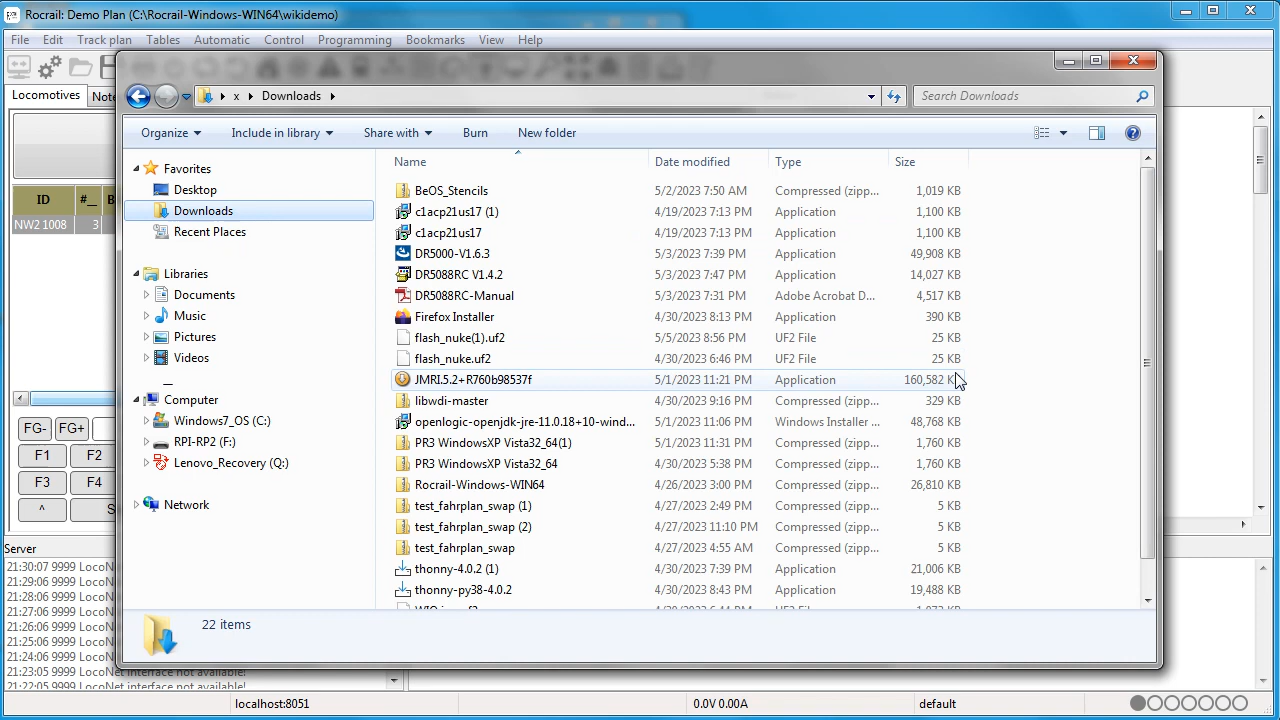 Rocrail: Demo Plan (C:\Rocrail-Windows-WIN64\wikidemo)
File Edit Track plan Tables Automatic Control Programming Bookmarks View Help
x Downloads Search Downloads
Locomotives
Organize Include in library Share with Burn New folder
Name Date modified Type Size
Favorites
Desktop
Downloads
Recent Places
Libraries
Documents
Music
Pictures
Videos
Computer
Windows7_OS (C:)
RPI-RP2 (F:)
Lenovo_Recovery (Q:)
Network
BeOS_Stencils 5/2/2023 7:50 AM Compressed (zipp... 1,019 KB
c1acp21us17 (1) 4/19/2023 7:13 PM Application 1,100 KB
c1acp21us17 4/19/2023 7:13 PM Application 1,100 KB
DR5000-V1.6.3 5/3/2023 7:39 PM Application 49,908 KB
DR5088RC V1.4.2 5/3/2023 7:47 PM Application 14,027 KB
DR5088RC-Manual 5/3/2023 7:31 PM Adobe Acrobat D... 4,517 KB
Firefox Installer 4/30/2023 8:13 PM Application 390 KB
flash_nuke(1).uf2 5/5/2023 8:56 PM UF2 File 25 KB
flash_nuke.uf2 4/30/2023 6:46 PM UF2 File 25 KB
JMRI.5.2+R760b98537f 5/1/2023 11:21 PM Application 160,582
libwdi-master 4/30/2023 9:16 PM Compressed (zipp... 329 KB
openlogic-openjdk-jre-11.0.18+10-wind... 5/1/2023 11:06 PM Windows Installer ... 48,768 KB
PR3 WindowsXP Vista32_64(1) 5/1/2023 11:31 PM Compressed (zipp... 1,760 KB
PR3 WindowsXP Vista32_64 4/30/2023 5:38 PM Compressed (zipp... 1,760 KB
Rocrail-Windows-WIN64 4/26/2023 3:00 PM Compressed (zipp... 26,810 KB
test_fahrplan_swap (1) 4/27/2023 2:49 PM Compressed (zipp... 5 KB
test_fahrplan_swap (2) 4/27/2023 11:10 PM Compressed (zipp... 5 KB
test_fahrplan_swap 4/27/2023 4:55 AM Compressed (zipp... 5 KB
thonny-4.0.2 (1) 4/30/2023 7:39 PM Application 21,006 KB
thonny-py38-4.0.2 4/30/2023 8:43 PM Application 19,488 KB
22 items
ID #_ B
NW2 1008 3
FG- FG+
F1 F2
F3 F4
^ S
Server
21:30:07 9999 LocoN
21:29:06 9999 LocoN
21:28:06 9999 LocoN
21:27:06 9999 LocoN
21:26:06 9999 LocoN
21:25:06 9999 LocoN
21:24:06 9999 LocoN
21:23:05 9999 LocoNet interface not available!
21:22:05 9999 LocoNet interface not available!
localhost:8051 0.0V 0.00A default